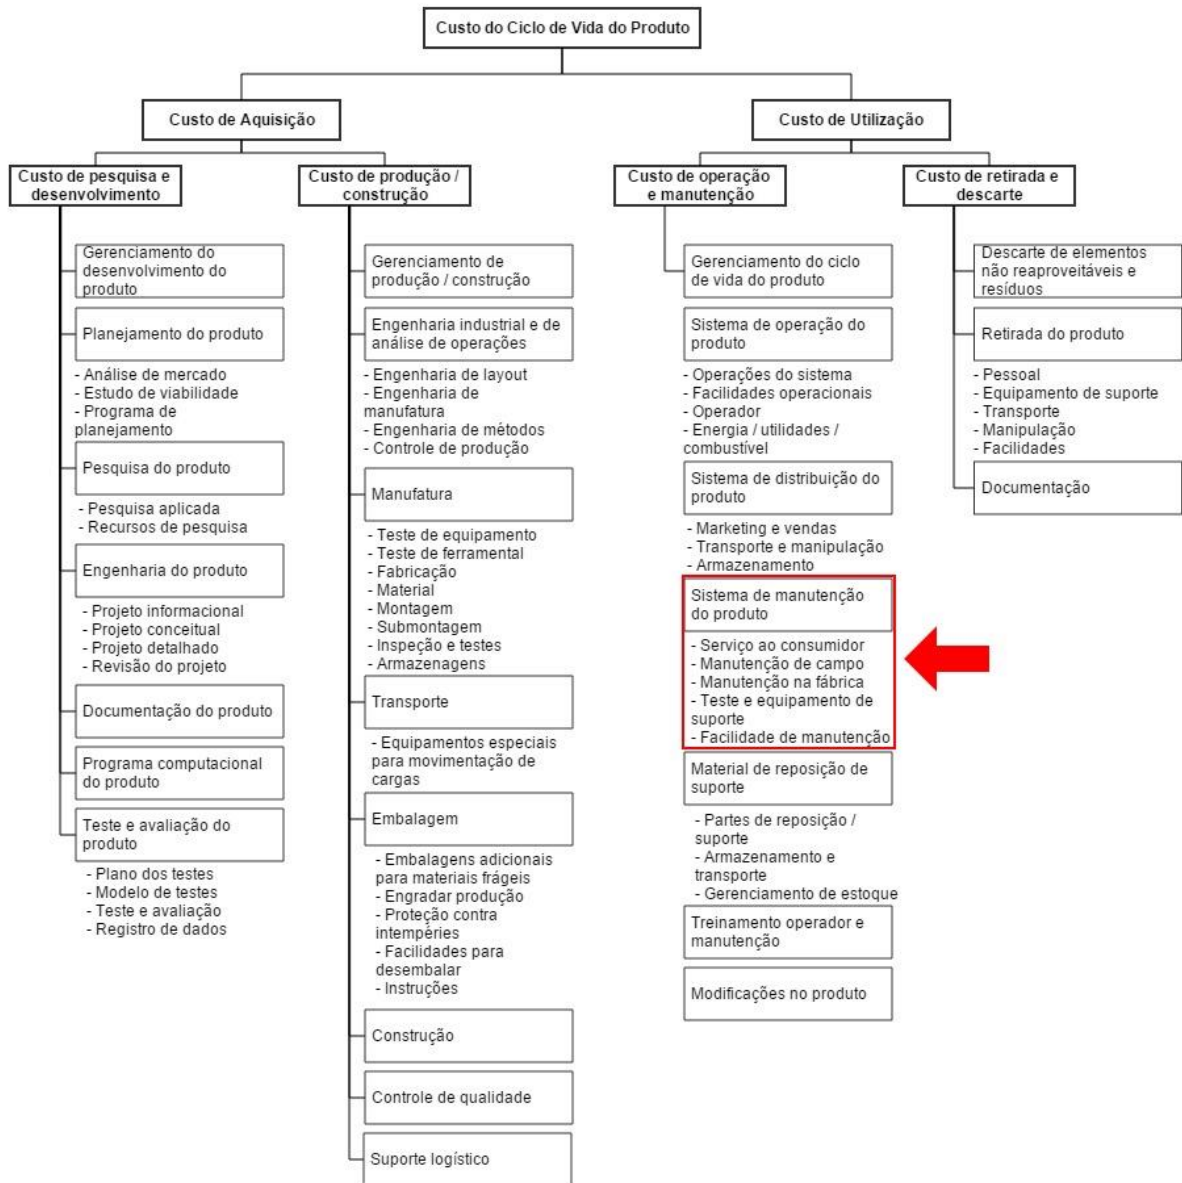 Custo do Ciclo de Vida do Produto
Custo de Aquisição
Custo de Utilização
Custo de pesquisa e
desenvolvimento
Custo de produção /
construção
Custo de operação
e manutenção
Custo de retirada e
descarte
Gerenciamento do
desenvolvimento do
produto
Planejamento do produto
- Análise de mercado
- Estudo de viabilidade
- Programa de
planejamento
Pesquisa do produto
- Pesquisa aplicada
- Recursos de pesquisa
Engenharia do produto
- Projeto informacional
- Projeto conceitual
- Projeto detalhado
- Revisão do projeto
Documentação do produto
Programa computacional
do produto
Teste e avaliação do
produto
- Plano dos testes
- Modelo de testes
- Teste e avaliação
- Registro de dados
Gerenciamento de
produção / construção
Engenharia industrial e de
análise de operações
- Engenharia de layout
- Engenharia de
manufatura
- Engenharia de métodos
- Controle de produção
Manufatura
- Teste de equipamento
- Teste de ferramental
- Fabricação
- Material
- Montagem
- Submontagem
- Inspeção e testes
- Armazenagens
Transporte
- Equipamentos especiais
para movimentação de
cargas
Embalagem
- Embalagens adicionais
para materiais frágeis
- Engradar produção
- Proteção contra
intempéries
- Facilidades para
desembalar
- Instruções
Construção
Controle de qualidade
Suporte logístico
Gerenciamento do ciclo
de vida do produto
Sistema de operação do
produto
- Operações do sistema
- Facilidades operacionais
- Operador
- Energia / utilidades /
combustível
Sistema de distribuição do
produto
- Marketing e vendas
- Transporte e manipulação
- Armazenamento
Sistema de manutenção
do produto
- Serviço ao consumidor
- Manutenção de campo
- Manutenção na fábrica
- Teste e equipamento de
suporte
- Facilidade de manutenção
Material de reposição de
suporte
- Partes de reposição /
suporte
- Armazenamento e
transporte
- Gerenciamento de estoque
Treinamento operador e
manutenção
Modificações no produto
Descarte de elementos
não reaproveitáveis e
resíduos
Retirada do produto
- Pessoal
- Equipamento de suporte
- Transporte
- Manipulação
- Facilidades
Documentação